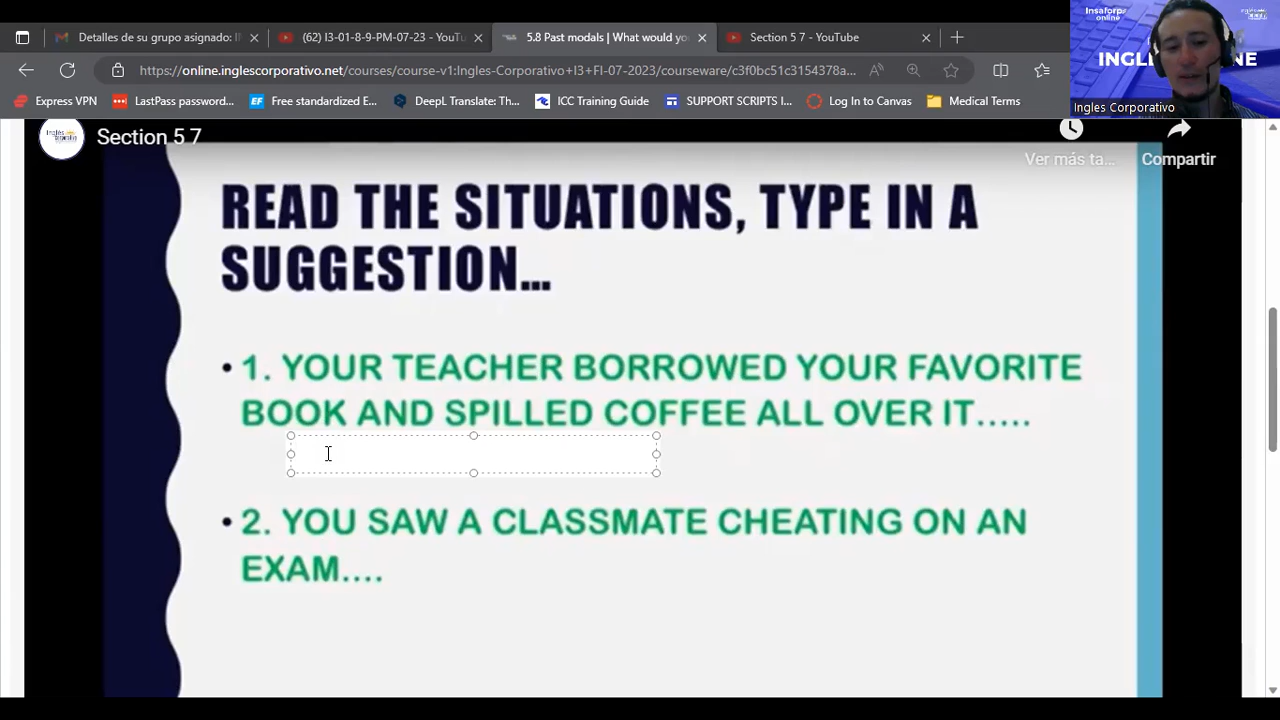 Detalles de su grupo asignado: IF
(62) I3-01-8-9-PM-07-23 - YouTu
5.8 Past modals | What would yo
Section 5 7 - YouTube
https://online.inglescorporativo.net/courses/course-v1:Ingles-Corporativo+I3+FI-07-2023/courseware/c3f0bc51c3154378a...
Express VPN
LastPass password...
Free standardized E...
DeepL Translate: Th...
ICC Training Guide
SUPPORT SCRIPTS I...
Log In to Canvas
Medical Terms
Insaforp
online
INGL
NE
Ingles Corporativo
Section 5 7
Ver más ta...
Compartir
READ THE SITUATIONS, TYPE IN A
SUGGESTION...
• 1. YOUR TEACHER BORROWED YOUR FAVORITE
BOOK AND SPILLED COFFEE ALL OVER IT.....
• 2. YOU SAW A CLASSMATE CHEATING ON AN
EXAM....